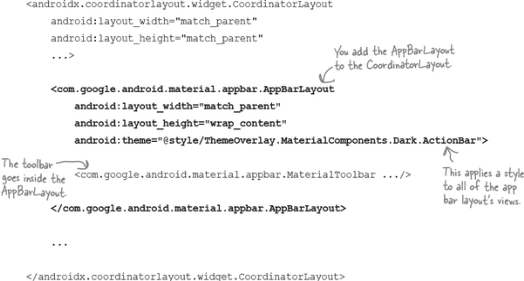 <androidx.coordinatorlayout.widget.CoordinatorLayout
android:layout_width="match_parent"
android:layout_height="match_parent"
...>
You add the AppBarLayout
to the CoordinatorLayout.
<com.google.android.material.appbar.AppBarLayout
android:layout_width="match_parent"
android:layout_height="wrap_content"
android:theme="@style/ThemeOverlay.MaterialComponents.Dark.ActionBar">
The toolbar
goes inside the
AppBarLayout.
<com.google.android.material.appbar.MaterialToolbar .../>
This applies a style
to all of the app
bar layout's views.
</com.google.android.material.appbar.AppBarLayout>
...
</androidx.coordinatorlayout.widget.CoordinatorLayout>